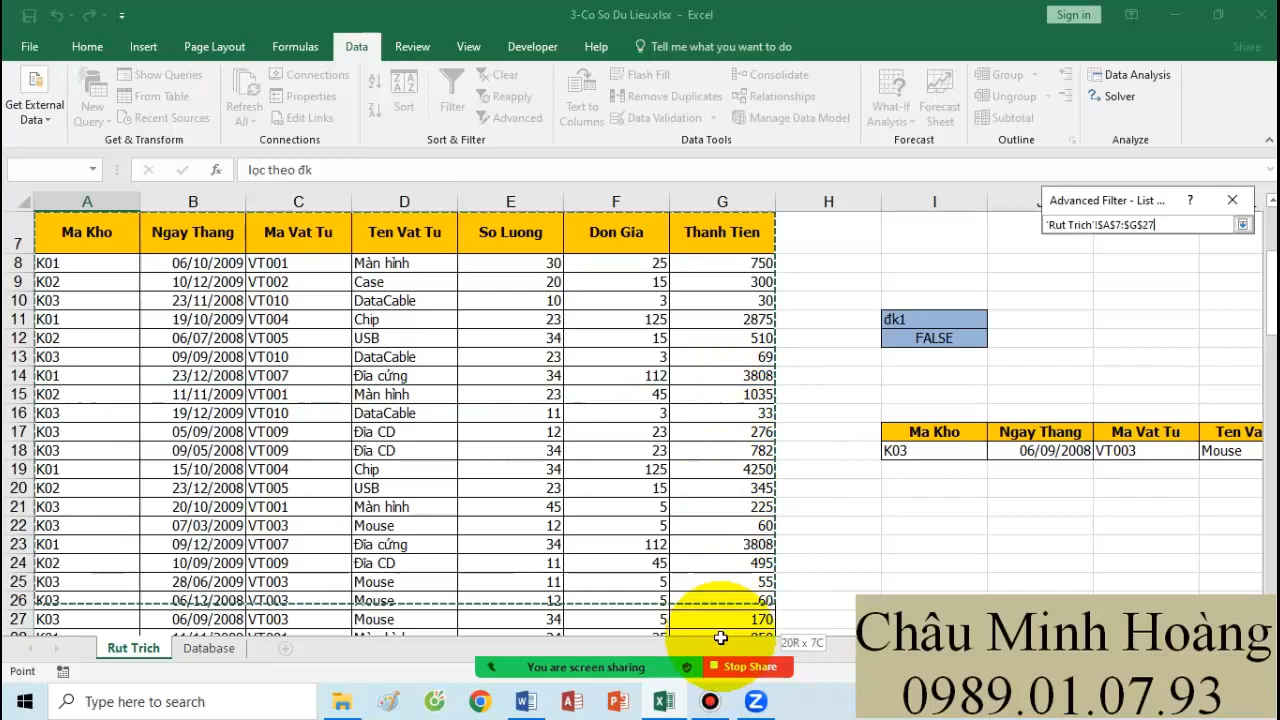 3-Co So Du Lieu.xlsx - Excel
Sign in
File Home Insert Page Layout Formulas Data Review View Developer Help Tell me what you want to do Share
Get External Data
New Query
Show Queries
From Table
Recent Sources
Get & Transform
Refresh All
Connections
Properties
Edit Links
Connections
Sort
Filter
Clear
Reapply
Advanced
Sort & Filter
Text to Columns
Flash Fill
Remove Duplicates
Data Validation
Consolidate
Relationships
Manage Data Model
Data Tools
What-If Analysis
Forecast Sheet
Forecast
Group
Ungroup
Subtotal
Outline
Data Analysis
Solver
Analyze
fx lọc theo đk
Advanced Filter - List ... ?
'Rut Trich'!$A$7:$G$27
A B C D E F G H I
7 Ma Kho Ngay Thang Ma Vat Tu Ten Vat Tu So Luong Don Gia Thanh Tien
8 K01 06/10/2009 VT001 Màn hình 30 25 750
9 K02 10/12/2009 VT002 Case 20 15 300
10 K03 23/11/2008 VT010 DataCable 10 3 30
11 K01 19/10/2009 VT004 Chip 23 125 2875 đk1
12 K02 06/07/2009 VT005 USB 34 15 510 FALSE
13 K03 09/09/2008 VT010 DataCable 23 3 69
14 K01 23/12/2008 VT007 Đĩa cứng 34 112 3808
15 K02 11/11/2009 VT001 Màn hình 23 45 1035
16 K03 19/12/2009 VT010 DataCable 11 3 33
17 K03 05/09/2008 VT009 Đĩa CD 12 23 276 Ma Kho Ngay Thang Ma Vat Tu Ten Va
18 K03 09/05/2008 VT009 Đĩa CD 34 23 782 K03 06/09/2008 VT003 Mouse
19 K01 15/10/2008 VT004 Chip 34 125 4250
20 K02 23/12/2008 VT005 USB 23 15 345
21 K03 20/10/2009 VT001 Màn hình 45 5 225
22 K03 07/03/2009 VT003 Mouse 12 5 60
23 K01 09/12/2009 VT007 Đĩa cứng 34 112 3808
24 K02 10/09/2009 VT009 Đĩa CD 11 45 495
25 K03 28/06/2009 VT003 Mouse 11 5 55
26 K03 06/12/2009 VT003 Mouse 12 5 60
27 K03 06/09/2008 VT003 Mouse 34 5 170
20R x 7C
Rut Trich Database
Point
You are screen sharing Stop Share
Châu Minh Hoàng
0989.01.07.93
Type here to search